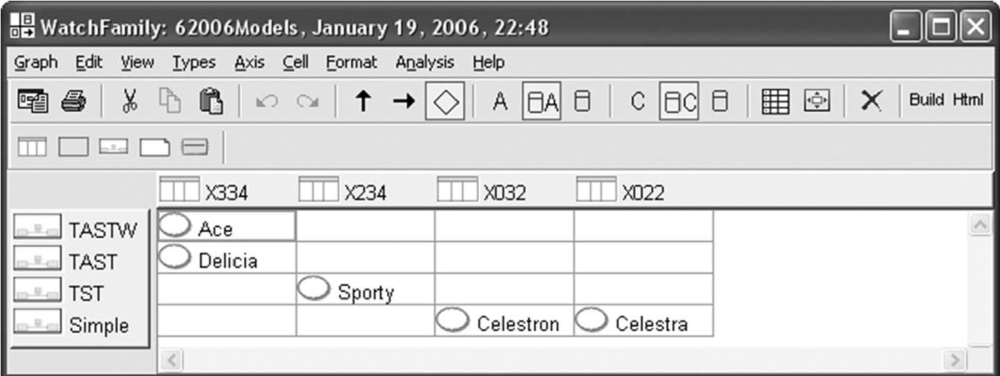 WatchFamily: 62006Models, January 19, 2006, 22:48
Graph Edit View Types Axis Cell Format Analysis Help
A A C C Build Html
X334 X234 X032 X022
TASTW Ace
TAST Delicia
TST Sporty
Simple Celestron Celestra